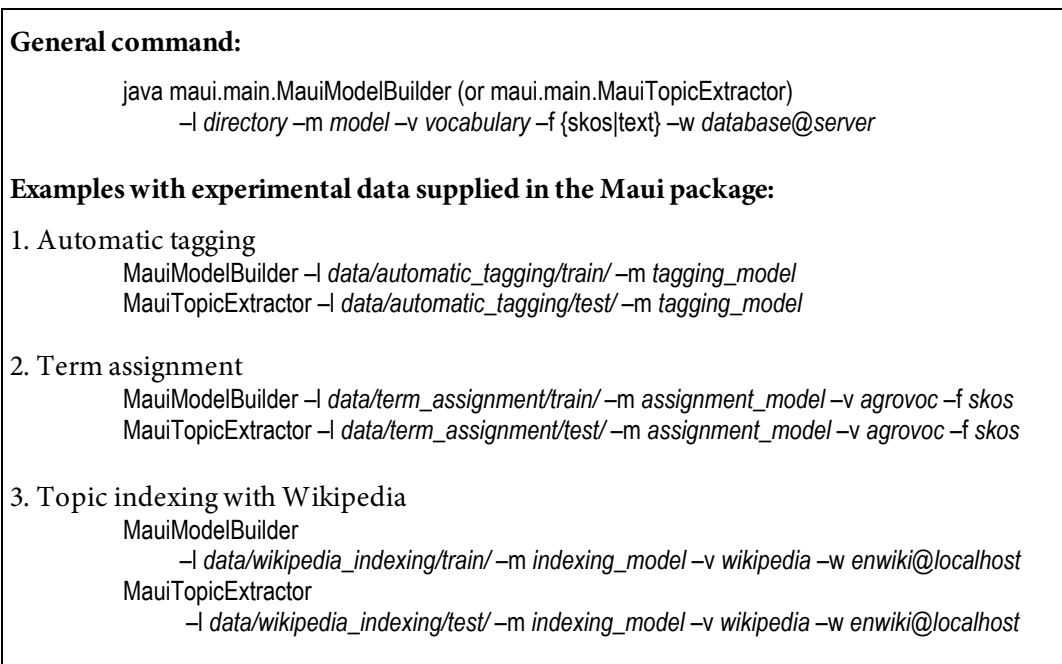 General command:
java maui.main.MauiModelBuilder (or maui.main.MauiTopicExtractor)
–l directory –m model –v vocabulary –f {skos|text} –w database@server
Examples with experimental data supplied in the Maui package:
1. Automatic tagging
MauiModelBuilder –l data/automatic_tagging/train/ –m tagging_model
MauiTopicExtractor –l data/automatic_tagging/test/ –m tagging_model
2. Term assignment
MauiModelBuilder –l data/term_assignment/train/ –m assignment_model –v agrovoc –f skos
MauiTopicExtractor –l data/term_assignment/test/ –m assignment_model –v agrovoc –f skos
3. Topic indexing with Wikipedia
MauiModelBuilder
–l data/wikipedia_indexing/train/ –m indexing_model –v wikipedia –w enwiki@localhost
MauiTopicExtractor
–l data/wikipedia_indexing/test/ –m indexing_model –v wikipedia –w enwiki@localhost